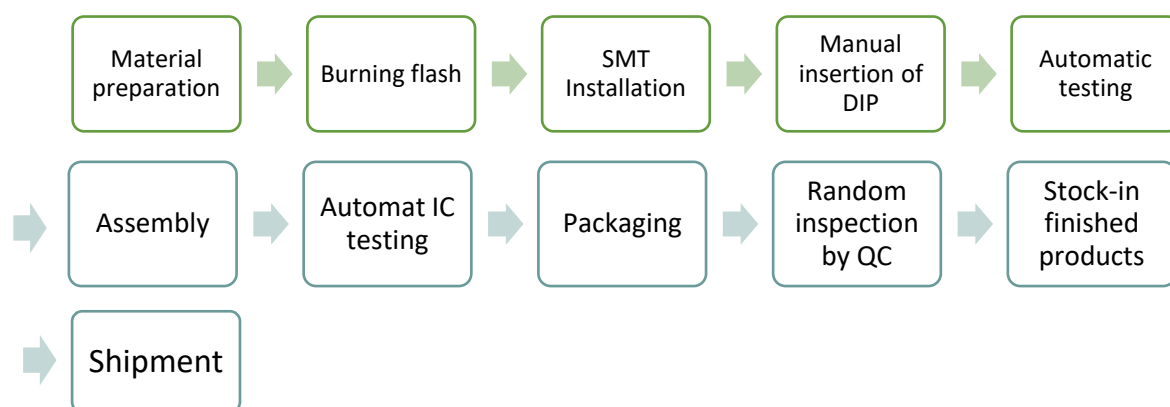 Material
preparation
Burning flash
SMT
Installation
Manual
insertion of
DIP
Automatic
testing
Assembly
Automat IC
testing
Packaging
Random
inspection
by QC
Stock-in
finished
products
Shipment